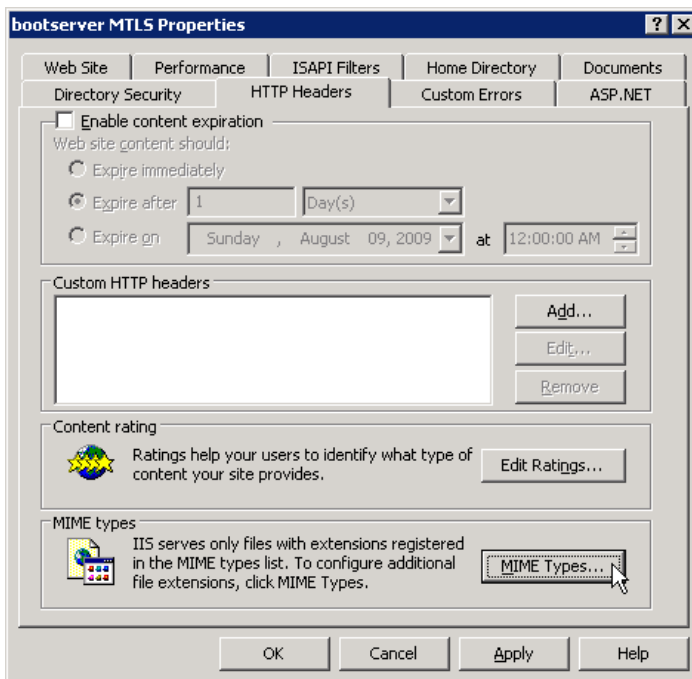 bootserver MTLS Properties
Web Site
Performance
ISAPI Filters
Home Directory
Documents
Directory Security
HTTP Headers
Custom Errors
ASP.NET
Enable content expiration
Web site content should:
Expire immediately
Expire after 1 Day(s)
Expire on Sunday , August 09, 2009 at 12:00:00 AM
Custom HTTP headers
Add...
Edit...
Remove
Content rating
Ratings help your users to identify what type of
content your site provides.
Edit Ratings...
MIME types
IIS serves only files with extensions registered
in the MIME types list. To configure additional
file extensions, click MIME Types.
MIME Types...
OK
Cancel
Apply
Help